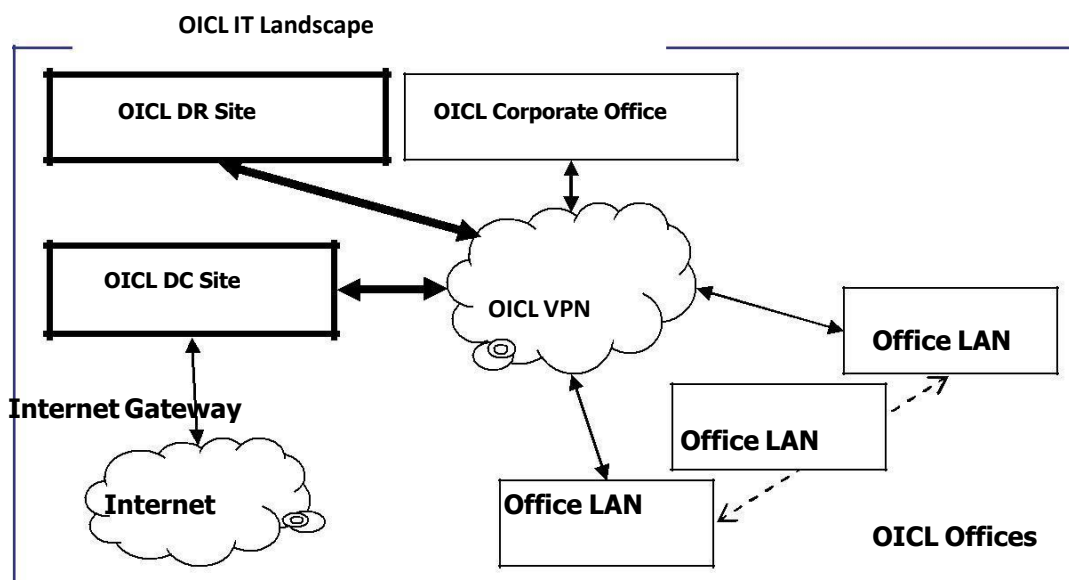 OICL IT Landscape
OICL DR Site
OICL Corporate Office
OICL DC Site
OICL VPN
Office LAN
Internet Gateway
Office LAN
Internet
Office LAN
OICL Offices